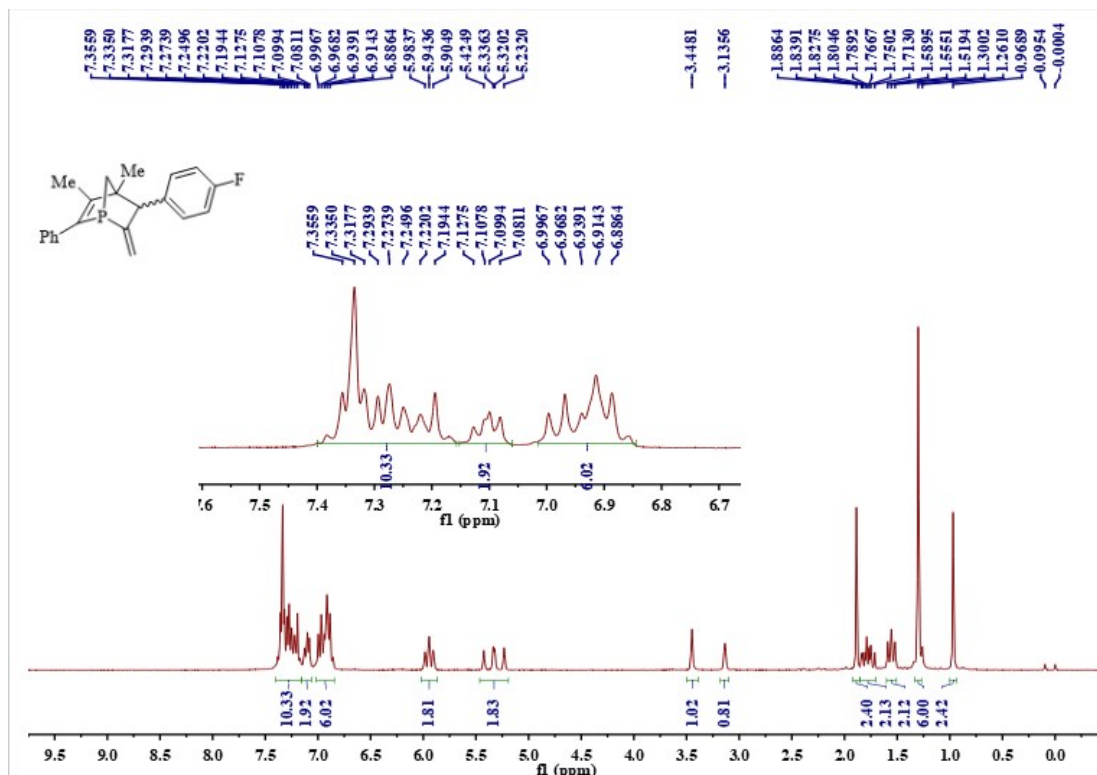 7.3559 7.3350 7.3177 7.2939 7.2739 7.2496 7.2202 7.1944 7.1275 7.1078 7.0994 7.0811 6.9967 6.9682 6.9391 6.9143 6.8864 5.9837 5.9436 5.9049 5.4249 5.3363 5.3202 5.2320 3.4481 3.1356 1.8864 1.8391 1.8275 1.8046 1.7892 1.7667 1.7502 1.7130 1.5895 1.5551 1.5194 1.3002 1.2610 0.9689 0.0954 -0.0004
Me
Me
F
P
Ph
7.3559 7.3350 7.3177 7.2939 7.2739 7.2496 7.2202 7.1944 7.1275 7.1078 7.0994 7.0811 6.9967 6.9682 6.9391 6.9143 6.8864
10.33 1.92 6.02
7.6 7.5 7.4 7.3 7.2 7.1 7.0 6.9 6.8 6.7
f1 (ppm)
10.33 1.92 6.02 1.81 1.83 1.02 0.81 2.40 2.13 2.12 6.00 2.42
9.5 9.0 8.5 8.0 7.5 7.0 6.5 6.0 5.5 5.0 4.5 4.0 3.5 3.0 2.5 2.0 1.5 1.0 0.5 0.0
f1 (ppm)